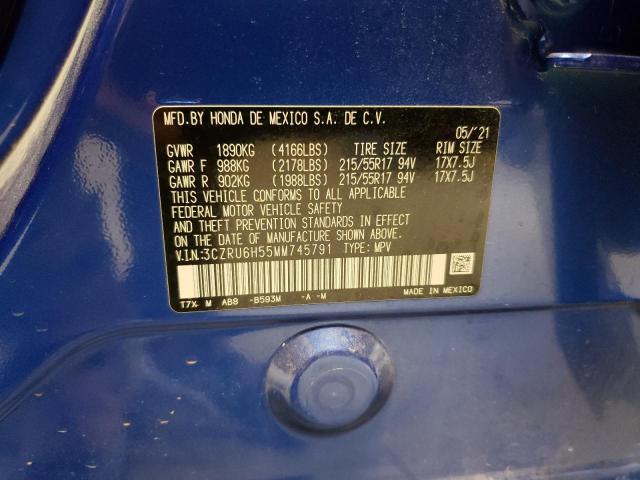 MFD.BY HONDA DE MEXICO S.A. DE C.V.
05/'21
GVWR 1890KG (4166LBS) TIRE SIZE RIM SIZE
GAWR F 988KG (2178LBS) 215/55R17 94V 17X7.5J
GAWR R 902KG (1988LBS) 215/55R17 94V 17X7.5J
THIS VEHICLE CONFORMS TO ALL APPLICABLE
FEDERAL MOTOR VEHICLE SAFETY
AND THEFT PREVENTION STANDARDS IN EFFECT
ON THE DATE OF MANUFACTURE SHOWN ABOVE.
V.I.N:3CZRU6H55MM745791 TYPE: MPV
T7X M AB8 -B593M -A -M MADE IN MEXICO